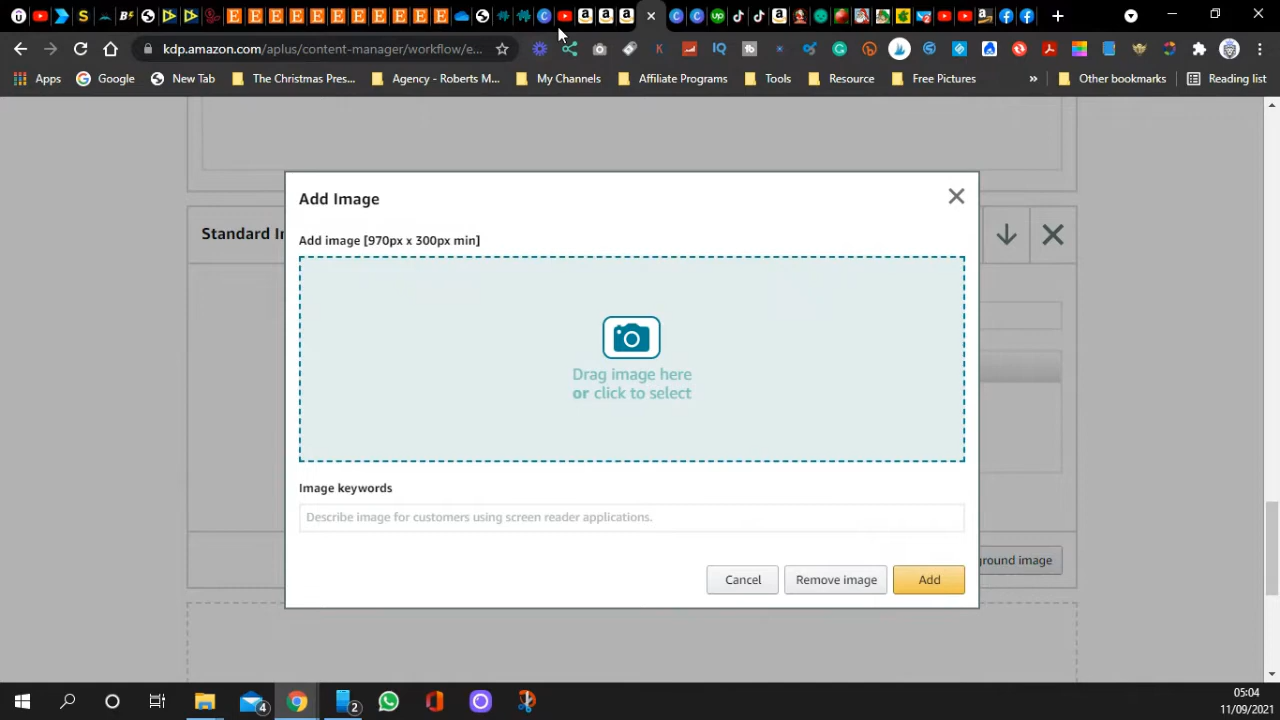 kdp.amazon.com/aplus/content-manager/workflow/e...
Apps
Google
New Tab
The Christmas Pres...
Agency - Roberts M...
My Channels
Affiliate Programs
Tools
Resource
Free Pictures
»
Other bookmarks
Reading list
Standard I
Add Image
Add image [970px x 300px min]
Drag image here
or click to select
Image keywords
Describe image for customers using screen reader applications.
Cancel
Remove image
Add
ground image
05:04
11/09/2021